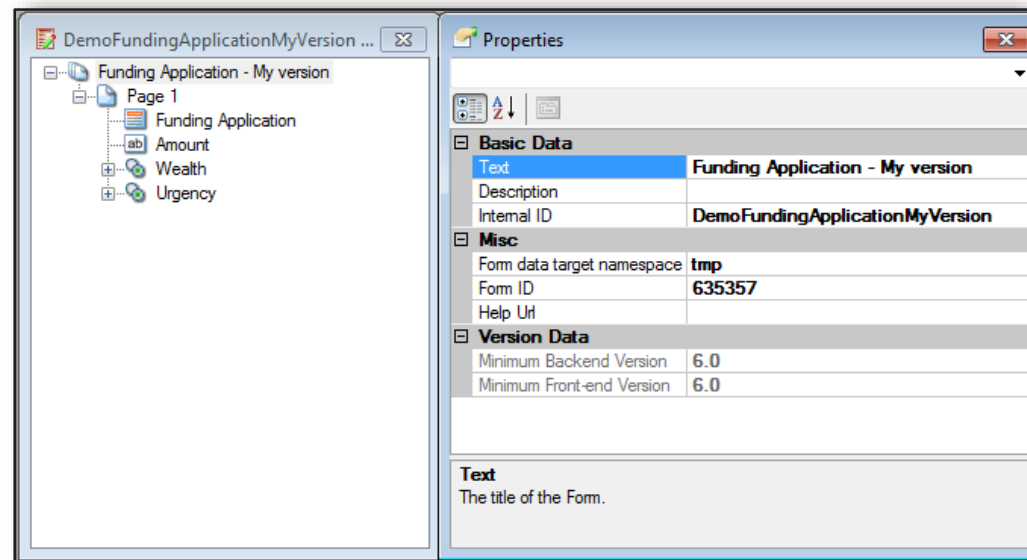 DemoFundingApplicationMyVersion ...
Funding Application - My version
Page 1
Funding Application
ab Amount
Wealth
Urgency
Properties
A
Z
Basic Data
Text Funding Application - My version
Description
Internal ID DemoFundingApplicationMyVersion
Misc
Form data target namespace tmp
Form ID 635357
Help Url
Version Data
Minimum Backend Version 6.0
Minimum Front-end Version 6.0
Text
The title of the Form.